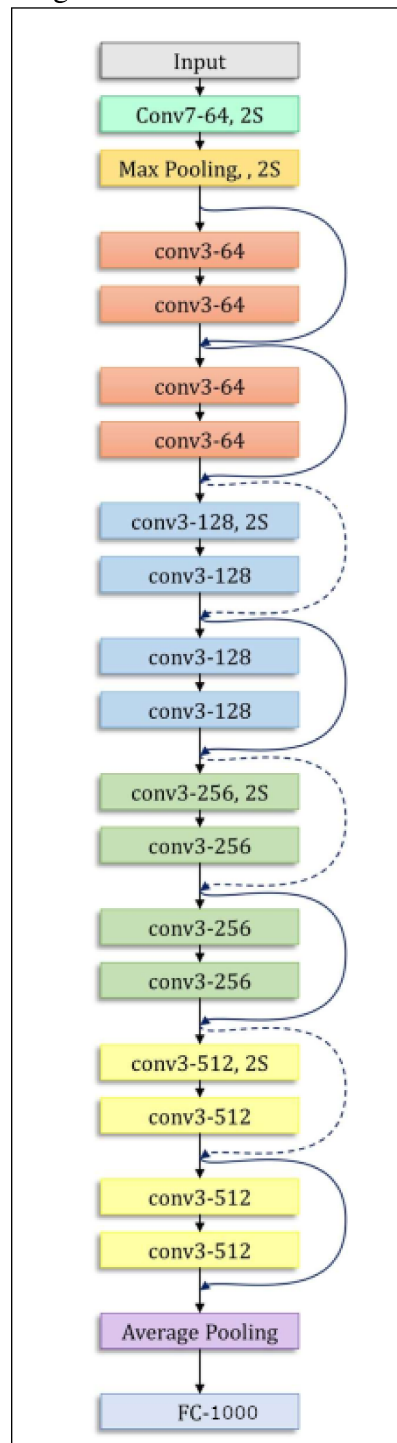 Input
Conv7-64, 2S
Max Pooling, , 2S
conv3-64
conv3-64
conv3-64
conv3-64
conv3-128, 2S
conv3-128
conv3-128
conv3-128
conv3-256, 2S
conv3-256
conv3-256
conv3-256
conv3-512, 2S
conv3-512
conv3-512
conv3-512
Average Pooling
FC-1000